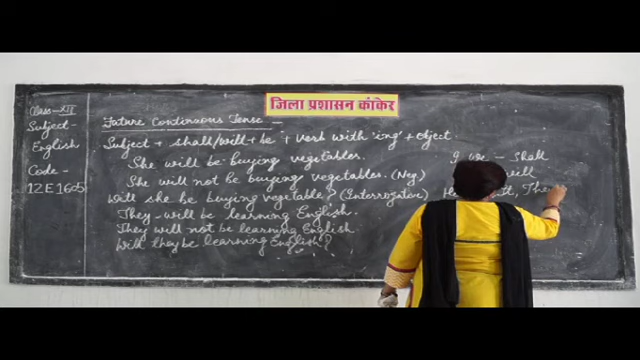 जिला प्रशासन कांकेर
Class-XII
Subject-
English
Code-
12E1605
Future Continuous Tense -
Subject + shall/will + be + verb with 'ing' + object.
She will be buying vegetables.
She will not be buying vegetables. (Neg)
Will she be buying vegetable? (Interrogative)
They will be learning English.
They will not be learning English
Will they be learning English?
I we - Shall
will